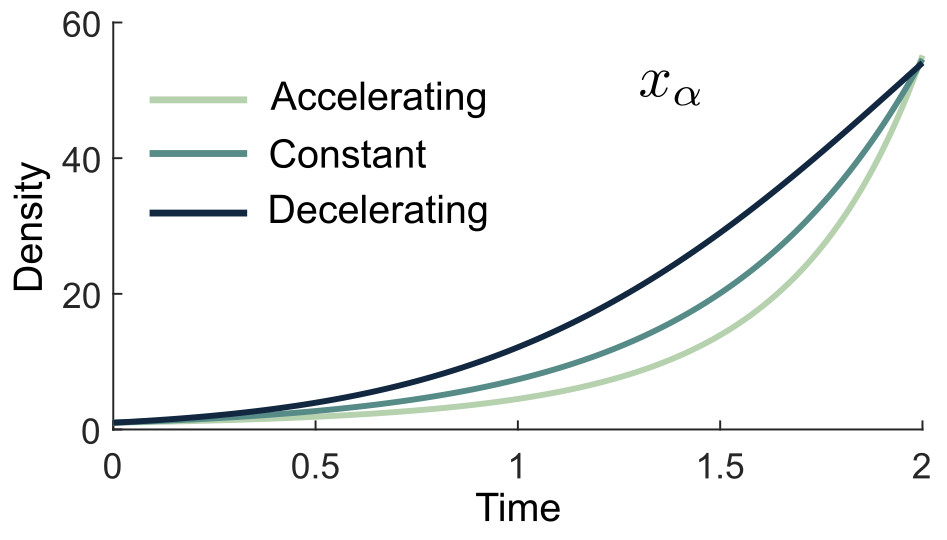 60
x_α
Accelerating
Constant
40
Decelerating
Density
20
0
0 0.5 1 1.5 2
Time